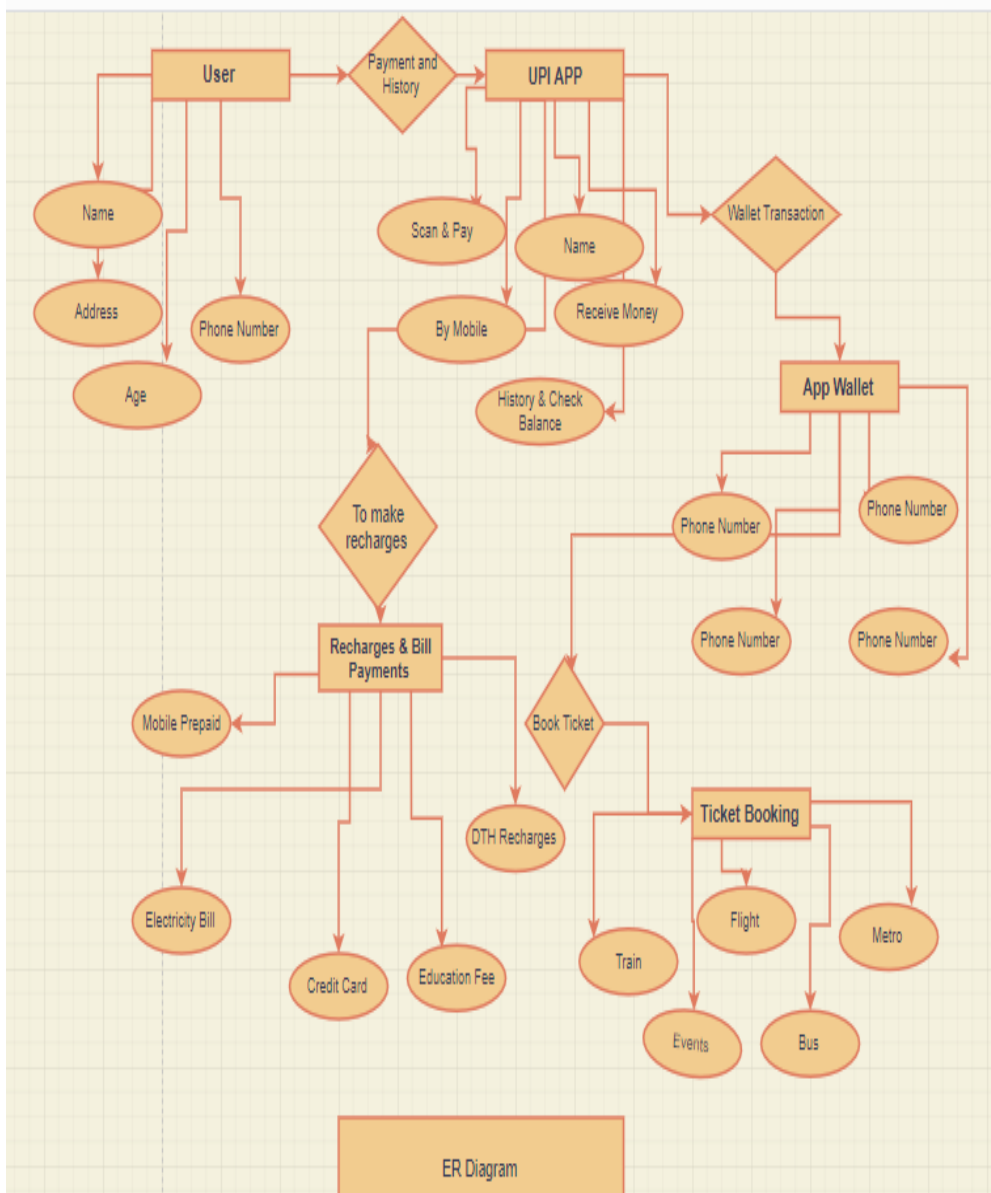 User
Payment and
History
UPI APP
Name
Scan & Pay
Name
Wallet Transaction
Address
Phone Number
By Mobile
Receive Money
Age
History & Check
Balance
App Wallet
To make
recharges
Phone Number
Phone Number
Phone Number
Phone Number
Recharges & Bill
Payments
Mobile Prepaid
Book Ticket
DTH Recharges
Ticket Booking
Electricity Bill
Credit Card
Education Fee
Train
Flight
Metro
Events
Bus
ER Diagram